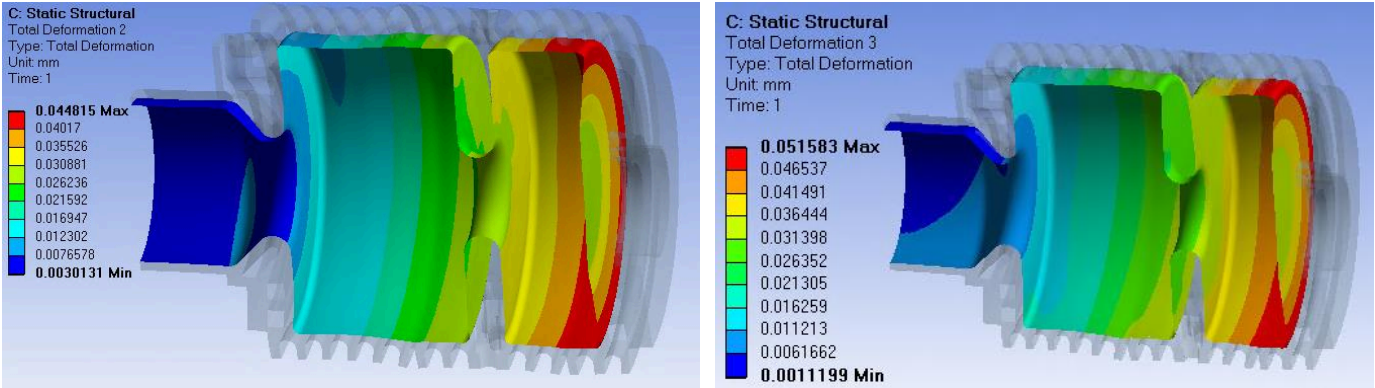 C: Static Structural
Total Deformation 2
Type: Total Deformation
Unit: mm
Time: 1
0.044815 Max
0.04017
0.035526
0.030881
0.026236
0.021592
0.016947
0.012302
0.0076578
0.0030131 Min
C: Static Structural
Total Deformation 3
Type: Total Deformation
Unit: mm
Time: 1
0.051583 Max
0.046537
0.041491
0.036444
0.031398
0.026352
0.021305
0.016259
0.011213
0.0061662
0.0011199 Min